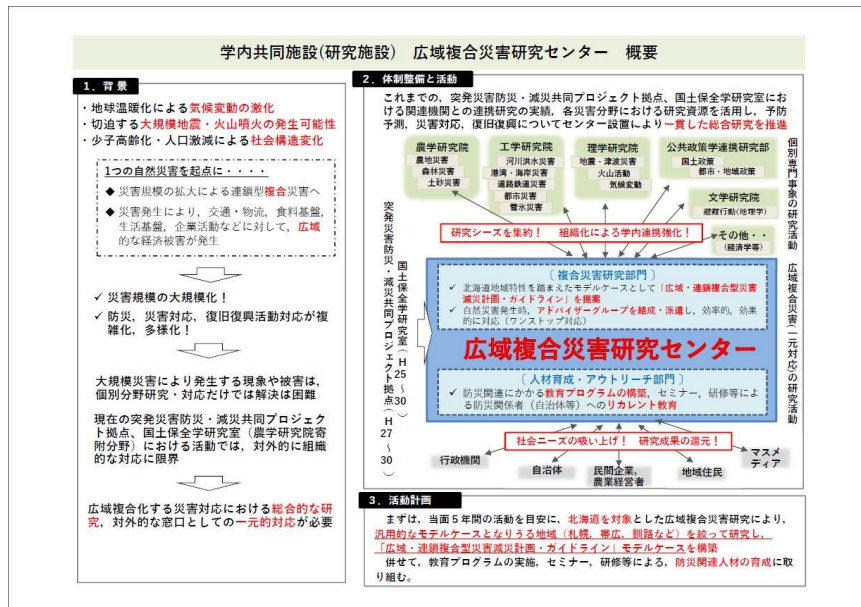 学内共同施設(研究施設) 広域複合災害研究センター 概要
1. 背景
・地球温暖化による気候変動の激化
・切迫する大規模地震・火山噴火の発生可能性
・少子高齢化・人口激減による社会構造変化
1つの自然災害を起点に・・・・
◆ 災害規模の拡大による連鎖型複合災害へ
◆ 災害発生により，交通・物流，食料基盤，
生活基盤，企業活動などに対して，広域
的な経済被害が発生
✓ 災害規模の大規模化！
✓ 防災，災害対応，復旧復興活動対応が複
雑化，多様化！
大規模災害により発生する現象や被害は，
個別分野研究・対応だけでは解決は困難
現在の突発災害防災・減災共同プロジェク
ト拠点、国土保全学研究室（農学研究院寄
附分野）における活動では，対外的に組織
的な対応に限界
広域複合化する災害対応における総合的な研
究，対外的な窓口としての一元的対応が必要
2. 体制整備と活動
これまでの，突発災害防災・減災共同プロジェクト拠点、国土保全学研究室にお
ける関連機関との連携研究の実績，各災害分野における研究資源を活用し，予防
予測，災害対応，復旧復興についてセンター設置により一貫した総合研究を推進
農学研究院
農地災害
森林災害
土砂災害
工学研究院
河川洪水災害
港湾・海岸災害
道路鉄道災害
都市災害
雪氷災害
理学研究院
地震・津波災害
火山活動
気候変動
公共政策学連携研究部
国土政策
都市・地域政策
文学研究院
避難行動(地理学)
その他・・
(経済学等)
個別専門事象の研究活動
研究シーズを集約！ 組織化による学内連携強化！
突発災害防災・減災共同プロジェクト拠点（H27～30）
国土保全学研究室（H25～30）
〔 複合災害研究部門 〕
✓ 北海道地域特性を踏まえたモデルケースとして「広域・連鎖複合型災害
減災計画・ガイドライン」を提案
✓ 自然災害発生時，アドバイザーグループを結成・派遣し，効率的，効果
的に対応（ワンストップ対応）
広域複合災害研究センター
〔 人材育成・アウトリーチ部門 〕
✓ 防災関連にかかる教育プログラムの構築，セミナー，研修等によ
る防災関係者（自治体等）へのリカレント教育
広域複合災害(一元対応)の研究活動
社会ニーズの吸い上げ！ 研究成果の還元！
行政機関
自治体
民間企業，
農業経営者
地域住民
マスメ
ディア
3. 活動計画
まずは，当面５年間の活動を目安に，北海道を対象とした広域複合災害研究により，
汎用的なモデルケースとなりうる地域（札幌，帯広，釧路など）を絞って研究し，
「広域・連鎖複合型災害減災計画・ガイドライン」モデルケースを構築
併せて，教育プログラムの実施，セミナー，研修等による，防災関連人材の育成に取
り組む。